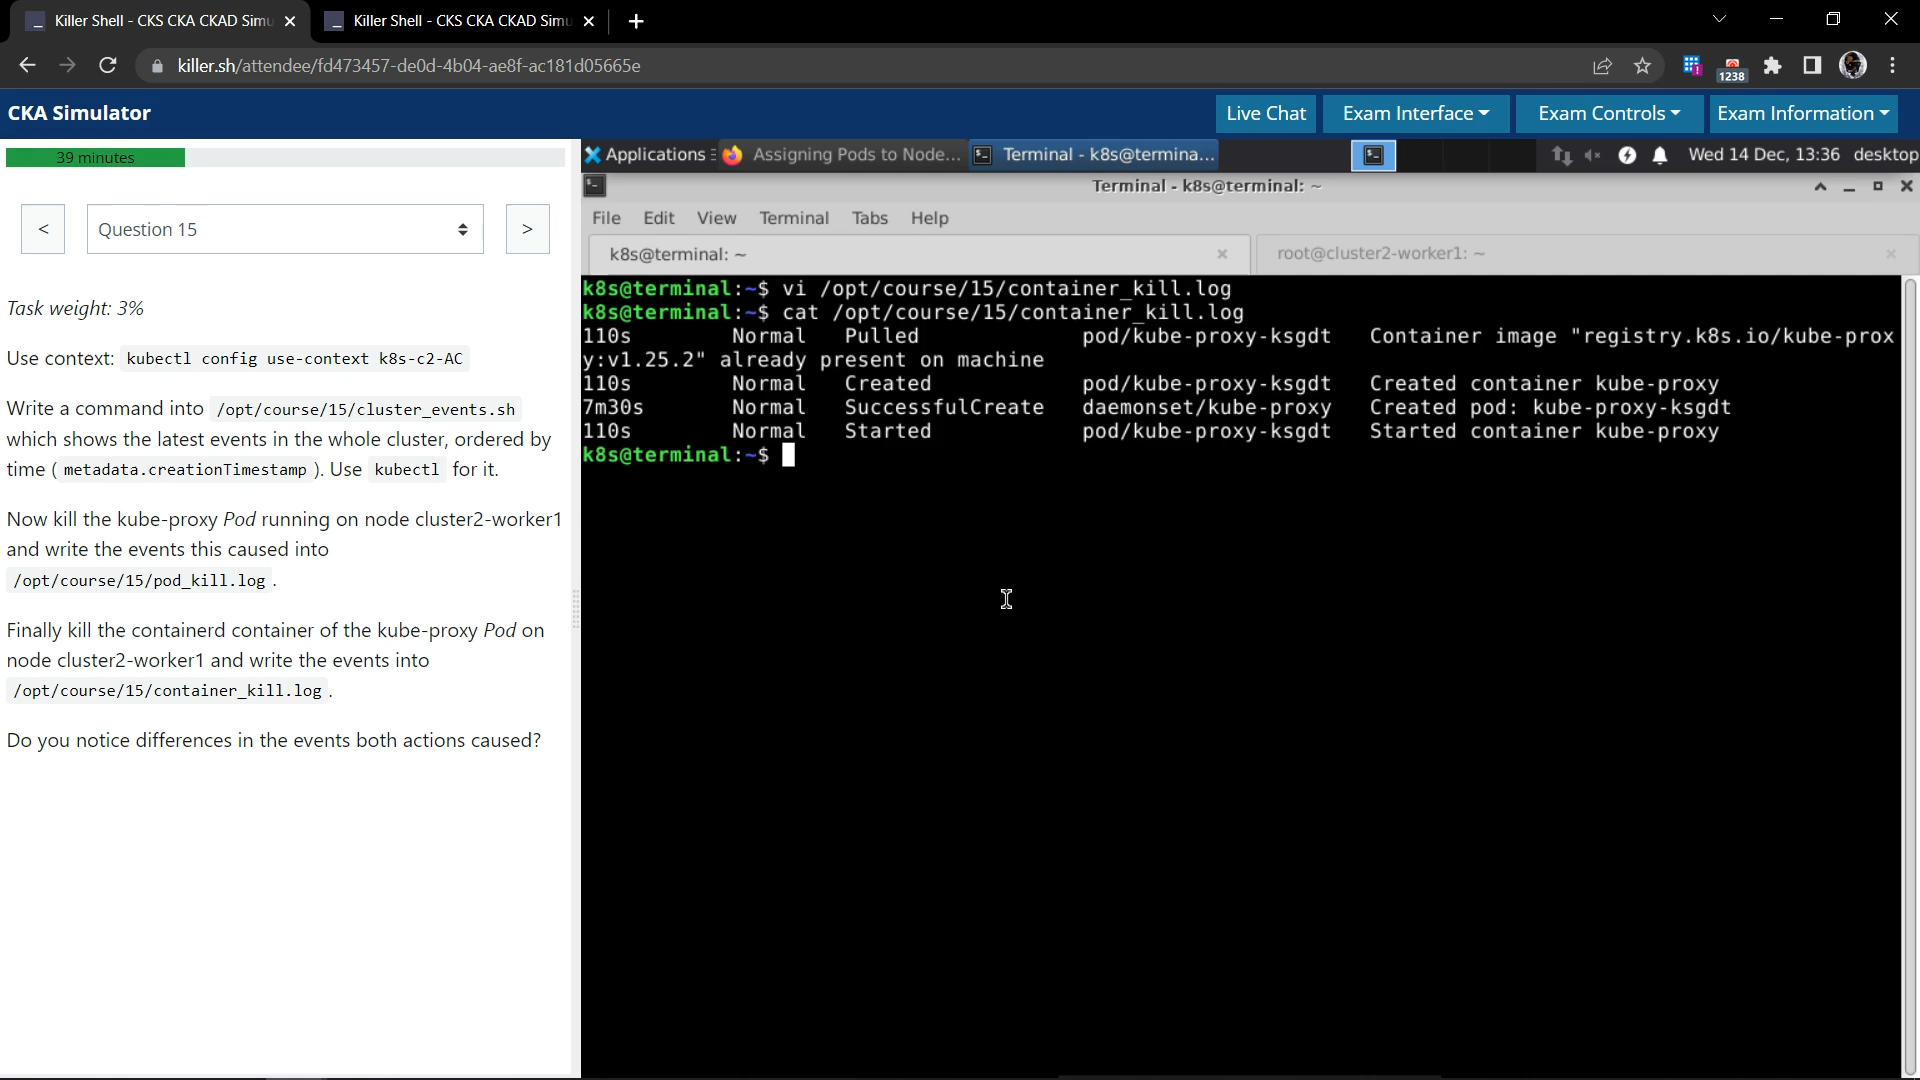 Killer Shell - CKS CKA CKAD Simu
Killer Shell - CKS CKA CKAD Simu
killer.sh/attendee/fd473457-de0d-4b04-ae8f-ac181d05665e
1238
CKA Simulator
Live Chat
Exam Interface
Exam Controls
Exam Information
39 minutes
Applications
Assigning Pods to Node...
Terminal - k8s@termina...
Wed 14 Dec, 13:36
desktop
Terminal - k8s@terminal: ~
<
Question 15
>
File Edit View Terminal Tabs Help
k8s@terminal: ~
root@cluster2-worker1: ~
Task weight: 3%
Use context: kubectl config use-context k8s-c2-AC
Write a command into /opt/course/15/cluster_events.sh
which shows the latest events in the whole cluster, ordered by
time ( metadata.creationTimestamp ). Use kubectl for it.
Now kill the kube-proxy Pod running on node cluster2-worker1
and write the events this caused into
/opt/course/15/pod_kill.log .
Finally kill the containerd container of the kube-proxy Pod on
node cluster2-worker1 and write the events into
/opt/course/15/container_kill.log .
Do you notice differences in the events both actions caused?
k8s@terminal:~$ vi /opt/course/15/container_kill.log
k8s@terminal:~$ cat /opt/course/15/container_kill.log
110s Normal Pulled pod/kube-proxy-ksgdt Container image "registry.k8s.io/kube-prox
y:v1.25.2" already present on machine
110s Normal Created pod/kube-proxy-ksgdt Created container kube-proxy
7m30s Normal SuccessfulCreate daemonset/kube-proxy Created pod: kube-proxy-ksgdt
110s Normal Started pod/kube-proxy-ksgdt Started container kube-proxy
k8s@terminal:~$